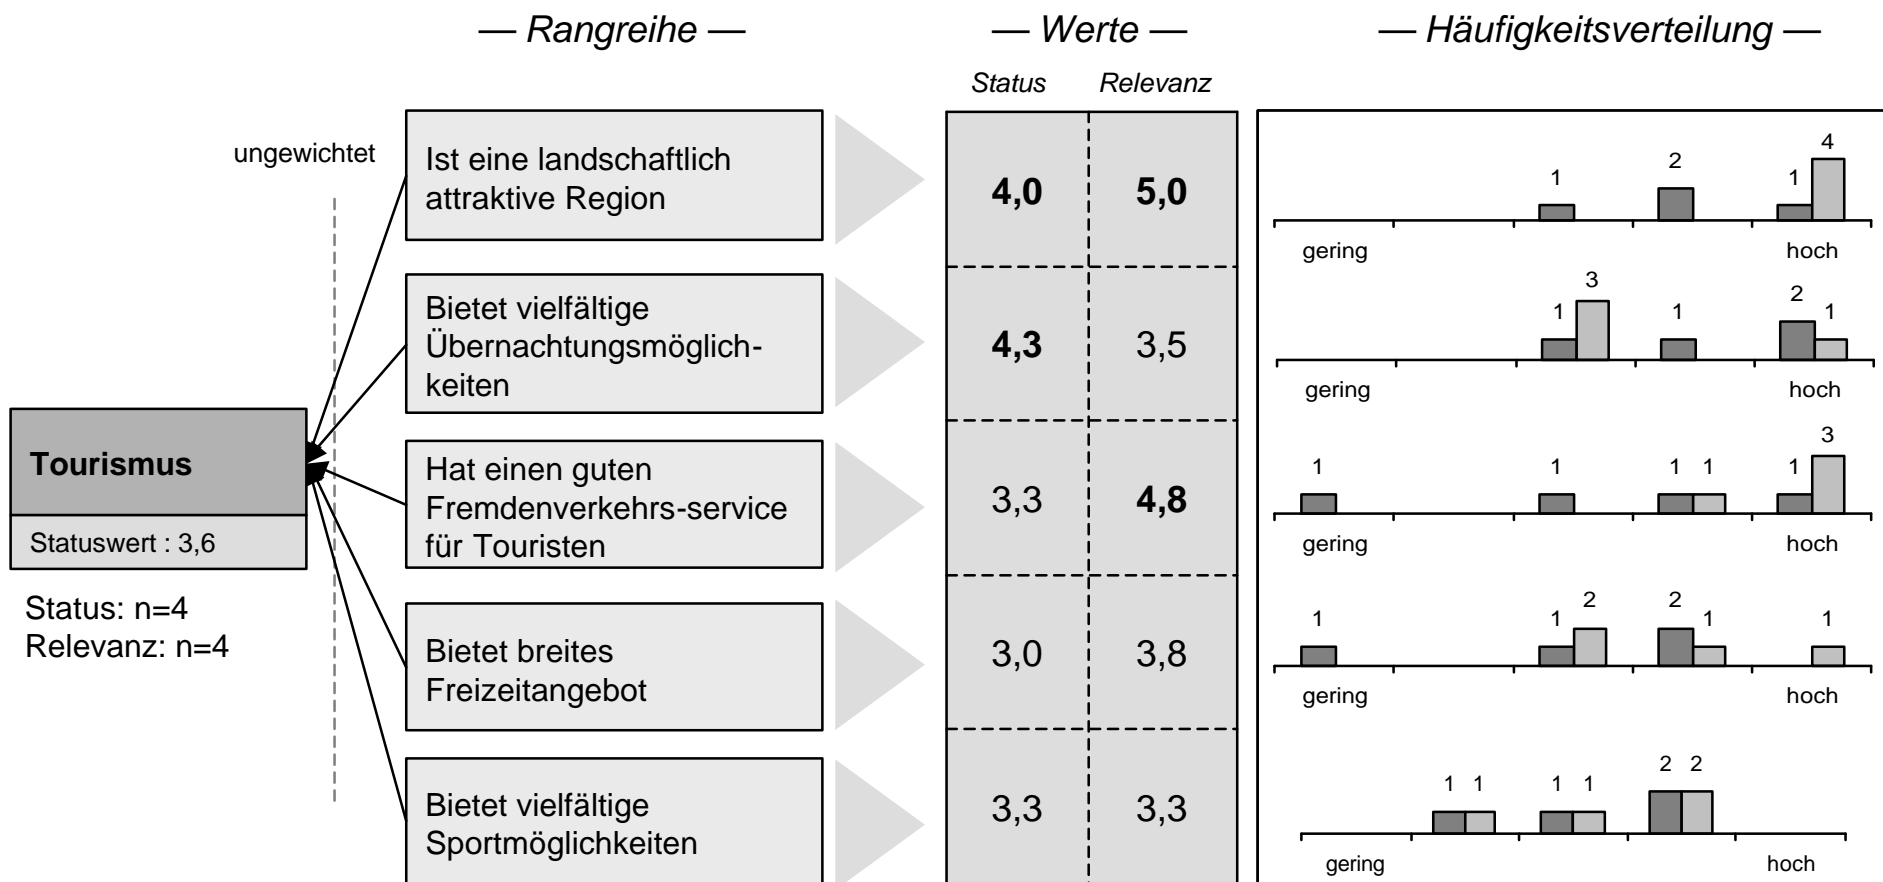 — Rangreihe —
— Werte —
— Häufigkeitsverteilung —
Status
Relevanz
ungewichtet
Ist eine landschaftlich
attraktive Region
4,0
5,0
1
2
1
4
gering
hoch
Bietet vielfältige
Übernachtungsmöglich-
keiten
4,3
3,5
1
3
1
2
1
gering
hoch
Tourismus
Statuswert : 3,6
Status: n=4
Relevanz: n=4
Hat einen guten
Fremdenverkehrs-service
für Touristen
3,3
4,8
1
1
1
1
1
3
gering
hoch
Bietet breites
Freizeitangebot
3,0
3,8
1
1
2
2
1
1
gering
hoch
Bietet vielfältige
Sportmöglichkeiten
3,3
3,3
1
1
1
1
2
2
gering
hoch